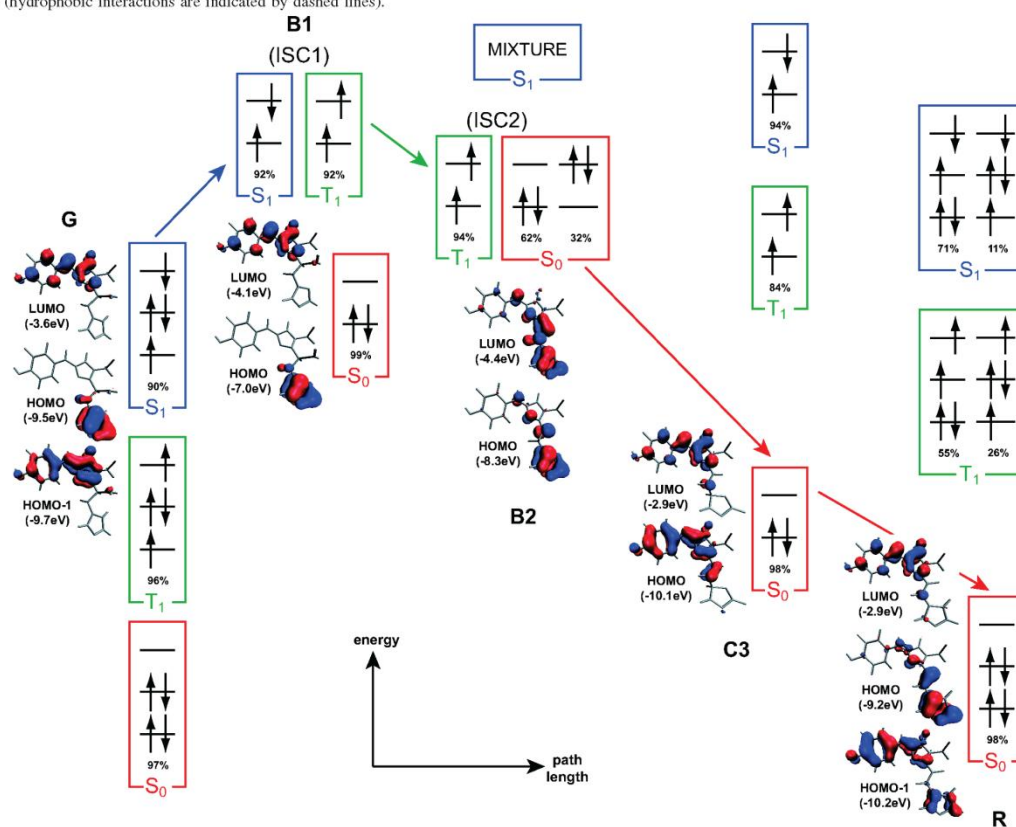 (hydrophobic interactions are indicated by dashed lines).
B1
(ISC1)
92%
S1
92%
T1
MIXTURE
S1
(ISC2)
94%
T1
62% 32%
S0
94%
S1
84%
T1
71% 11%
S1
55% 26%
T1
G
LUMO
(-3.6eV)
HOMO
(-9.5eV)
HOMO-1
(-9.7eV)
90%
S1
96%
T1
97%
S0
LUMO
(-4.1eV)
HOMO
(-7.0eV)
99%
S0
LUMO
(-4.4eV)
HOMO
(-8.3eV)
B2
LUMO
(-2.9eV)
HOMO
(-10.1eV)
98%
S0
C3
LUMO
(-2.9eV)
HOMO
(-9.2eV)
HOMO-1
(-10.2eV)
98%
S0
R
energy
path
length